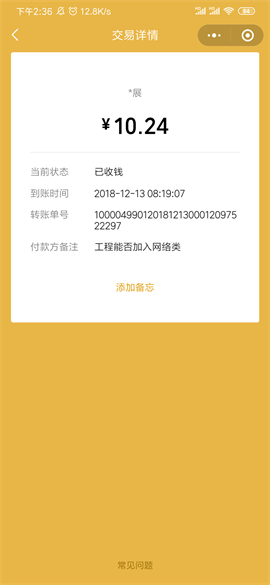 下午2:36 12.8K/s 64
交易详情
*展
¥10.24
当前状态 已收钱
到账时间 2018-12-13 08:19:07
转账单号 100004990120181213000120975
22297
付款方备注 工程能否加入网络类
添加备忘
常见问题